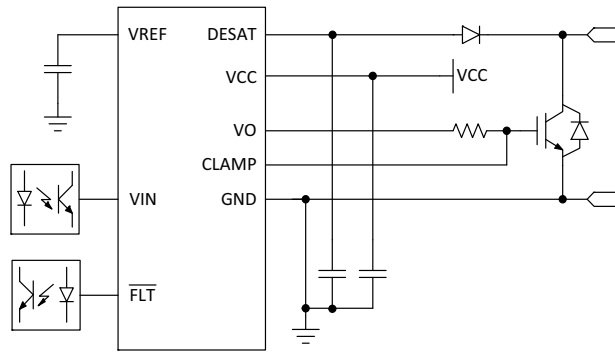 VREF
DESAT
VCC
VCC
VO
CLAMP
VIN
GND
FLT